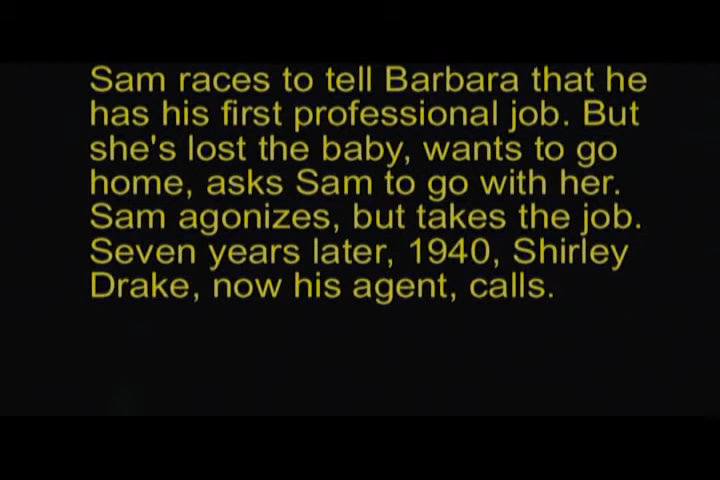 Sam races to tell Barbara that he
has his first professional job. But
she's lost the baby, wants to go
home, asks Sam to go with her.
Sam agonizes, but takes the job.
Seven years later, 1940, Shirley
Drake, now his agent, calls.